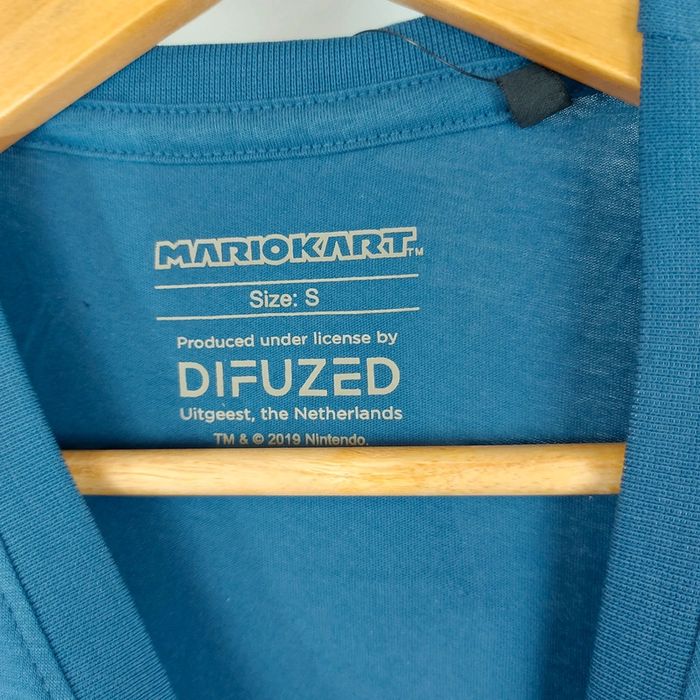 MARIOKART™
Size: S
Produced under license by
DIFUZED
Uitgeest, the Netherlands
TM & © 2019 Nintendo.